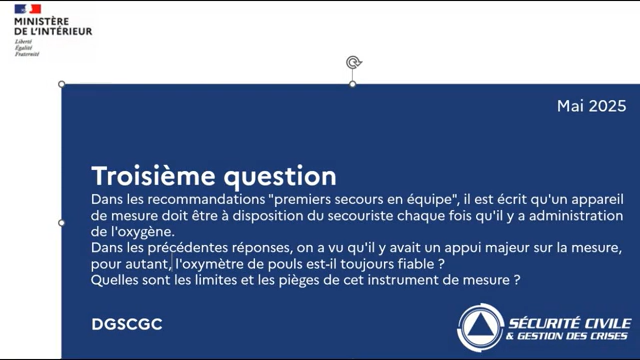 MINISTÈRE
DE L'INTÉRIEUR
Liberté
Égalité
Fraternité
Mai 2025
Troisième question
Dans les recommandations "premiers secours en équipe", il est écrit qu'un appareil
de mesure doit être à disposition du secouriste chaque fois qu'il y a administration
de l'oxygène.
Dans les précédentes réponses, on a vu qu'il y avait un appui majeur sur la mesure,
pour autant, l'oxymètre de pouls est-il toujours fiable ?
Quelles sont les limites et les pièges de cet instrument de mesure ?
DGSCGC
SÉCURITÉ CIVILE
& GESTION DES CRISES